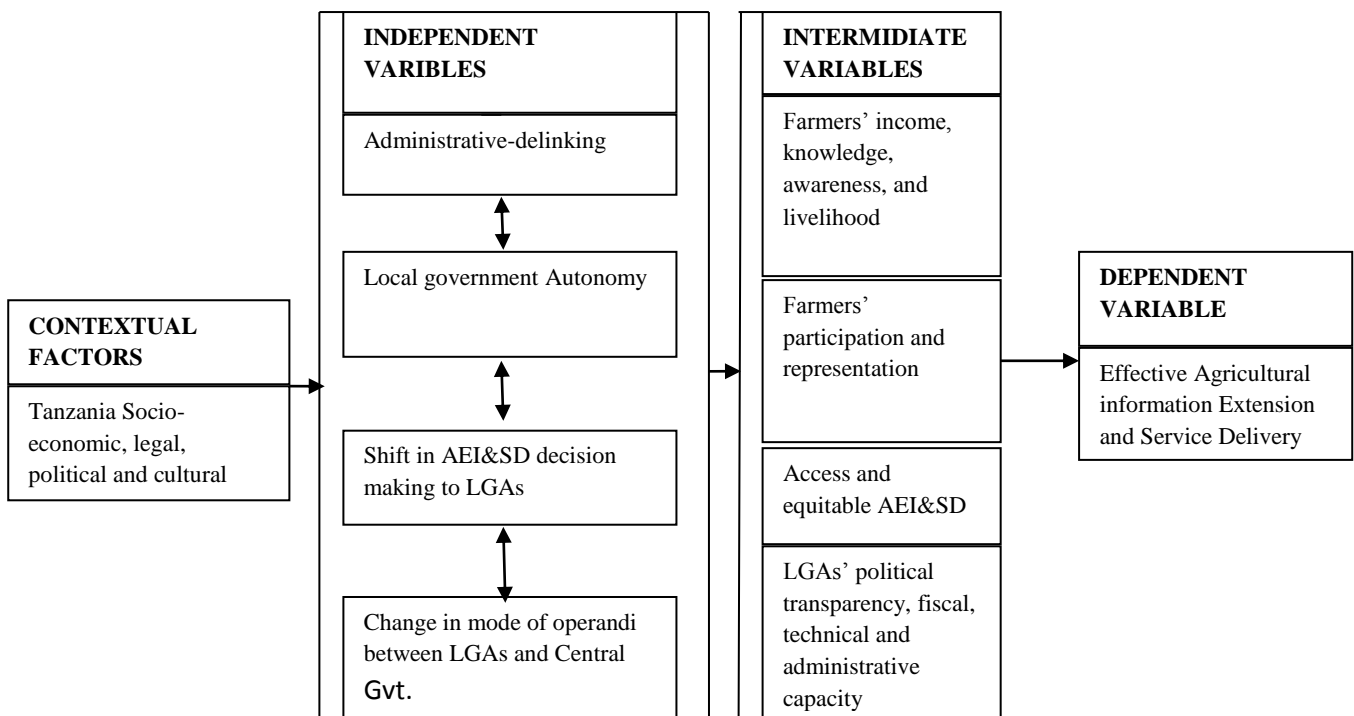 CONTEXTUAL
FACTORS
Tanzania Socio-
economic, legal,
political and cultural
INDEPENDENT
VARIBLES
Administrative-delinking
Local government Autonomy
Shift in AEI&SD decision
making to LGAs
Change in mode of operandi
between LGAs and Central
Gvt.
INTERMIDIATE
VARIABLES
Farmers’ income,
knowledge,
awareness, and
livelihood
Farmers’
participation and
representation
Access and
equitable AEI&SD
LGAs’ political
transparency, fiscal,
technical and
administrative
capacity
DEPENDENT
VARIABLE
Effective Agricultural
information Extension
and Service Delivery